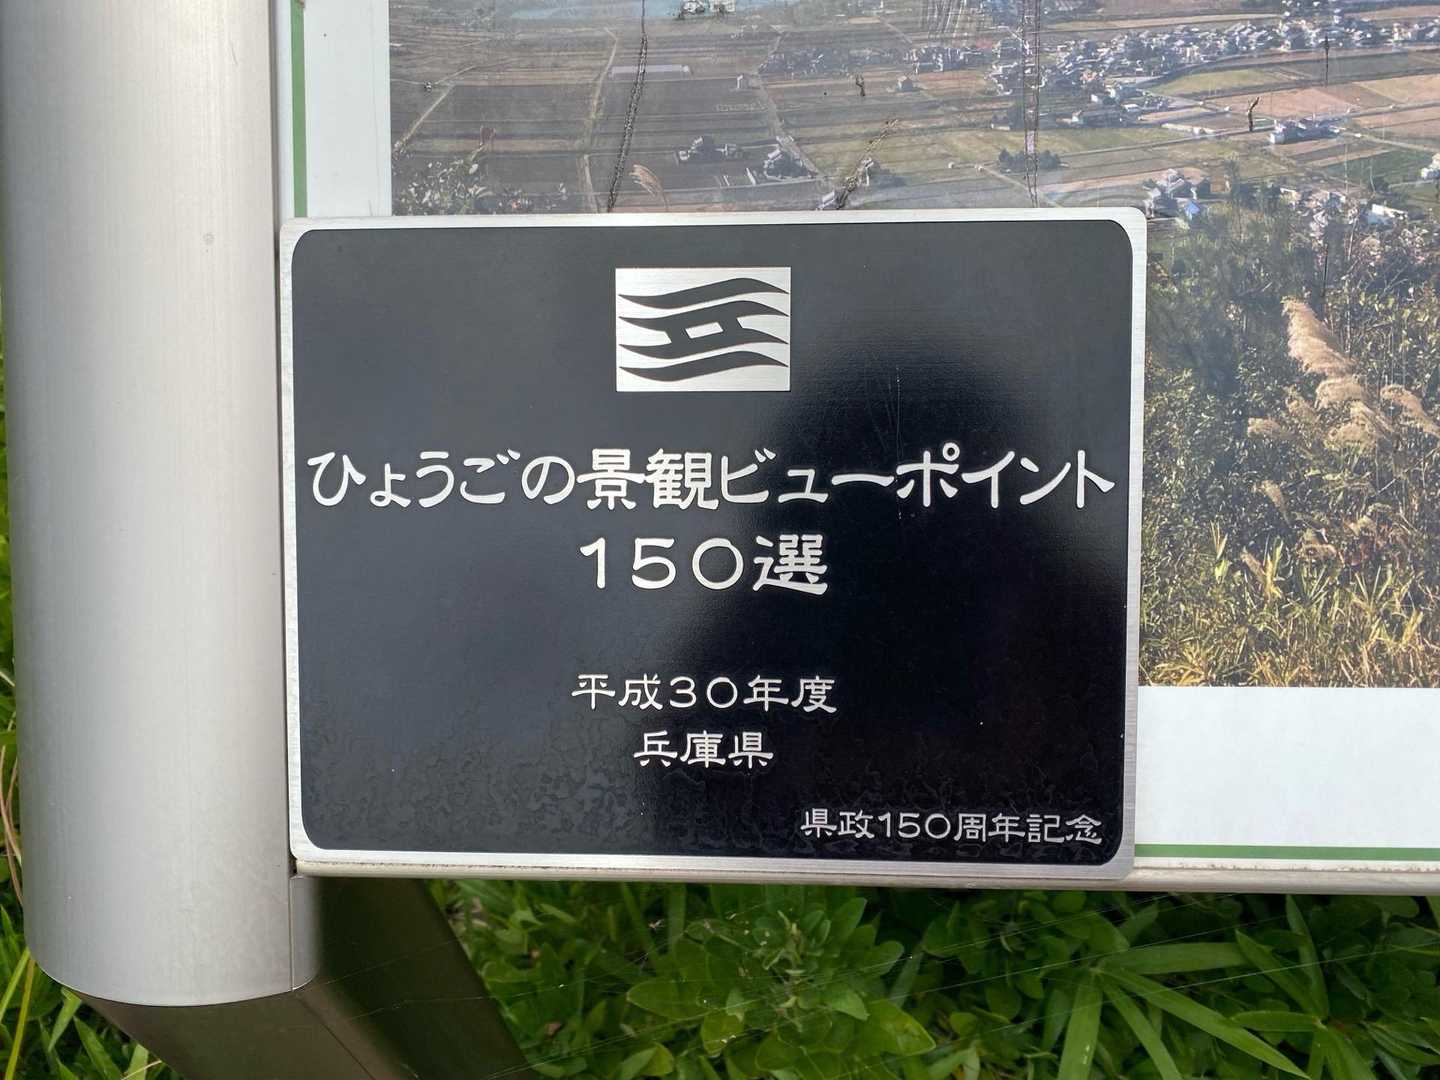 ひょうごの景観ビューポイント
150選
平成30年度
兵庫県
県政150周年記念